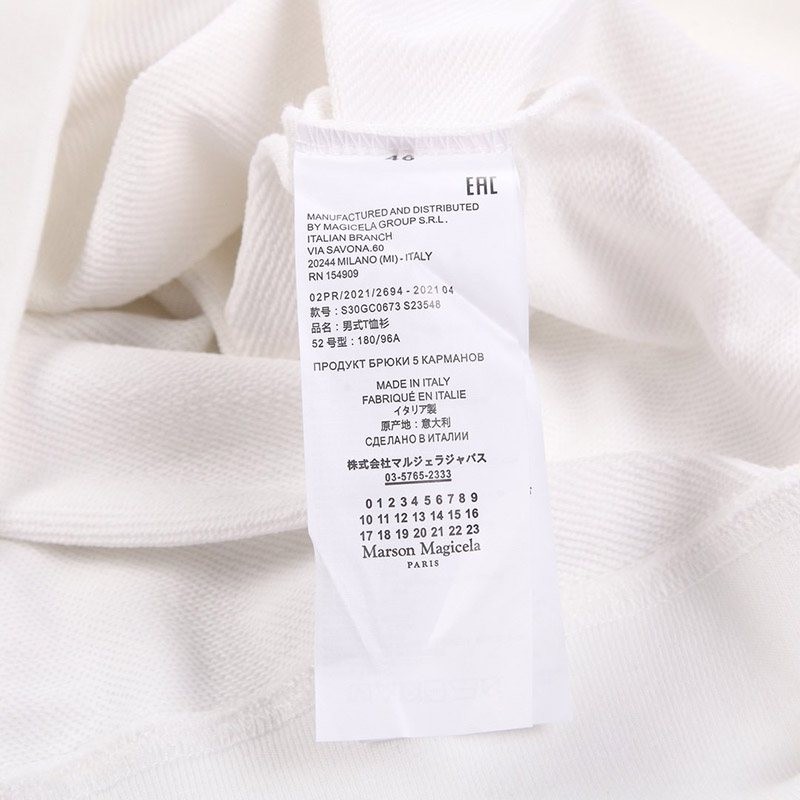 46
EAC
MANUFACTURED AND DISTRIBUTED
BY MAGICELA GROUP S.R.L.
ITALIAN BRANCH
VIA SAVONA.60
20244 MILANO (MI) - ITALY
RN 154909
02PR/2021/2694 - 2021 04
款号：S30GC0673 S23548
品名：男式T恤衫
52 号型：180/96A
ПРОДУКТ БРЮКИ 5 КАРМАНОВ
MADE IN ITALY
FABRIQUÉ EN ITALIE
イタリア製
原产地：意大利
СДЕЛАНО В ИТАЛИИ
株式会社マルジェラジャバス
03-5765-2333
0 1 2 3 4 5 6 7 8 9
10 11 12 13 14 15 16
17 18 19 20 21 22 23
Marson Magicela
PARIS